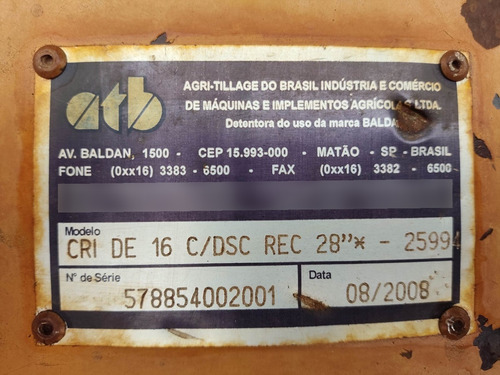 atb
AGRI-TILLAGE DO BRASIL INDÚSTRIA E COMÉRCIO
DE MÁQUINAS E IMPLEMENTOS AGRÍCOLAS LTDA.
Detentora do uso da marca BALDAN
AV. BALDAN, 1500 - CEP 15.993-000 - MATÃO - SP - BRASIL
FONE (0xx16) 3383 - 6500 - FAX (0xx16) 3382 - 6500
Modelo
CRI DE 16 C/DSC REC 28"* - 25994
N° de Série
578854002001
Data
08/2008